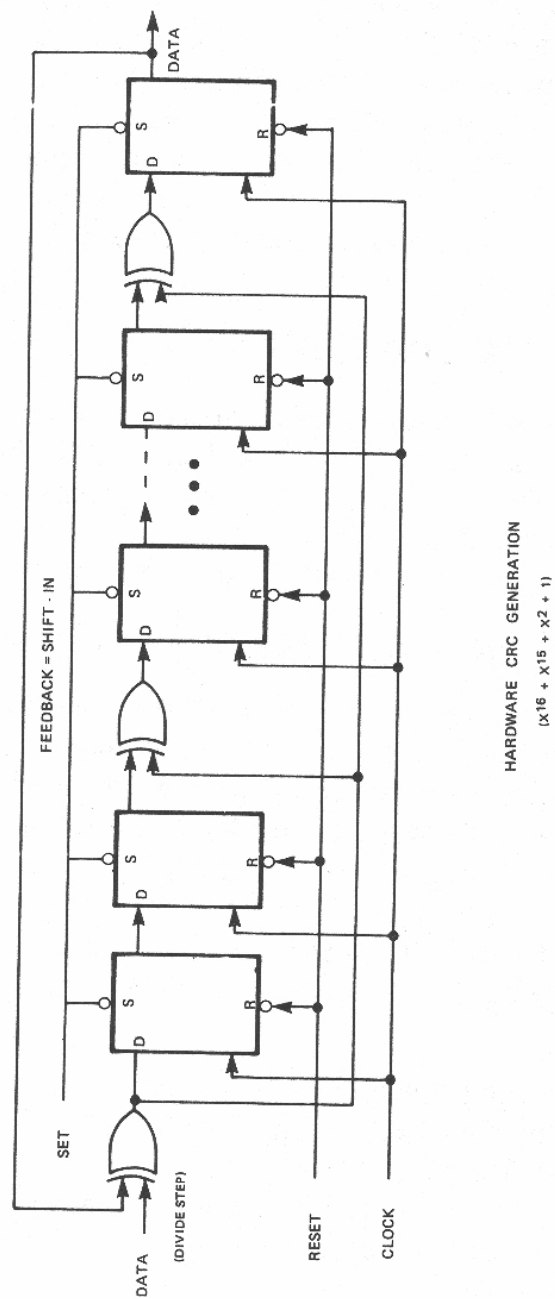 FEEDBACK = SHIFT - IN
SET
DATA
(DIVIDE STEP)
D
S
R
D
S
R
D
S
R
D
S
R
D
S
R
DATA
RESET
CLOCK
HARDWARE CRC GENERATION
(X¹⁶ + X¹⁵ + X² + 1)